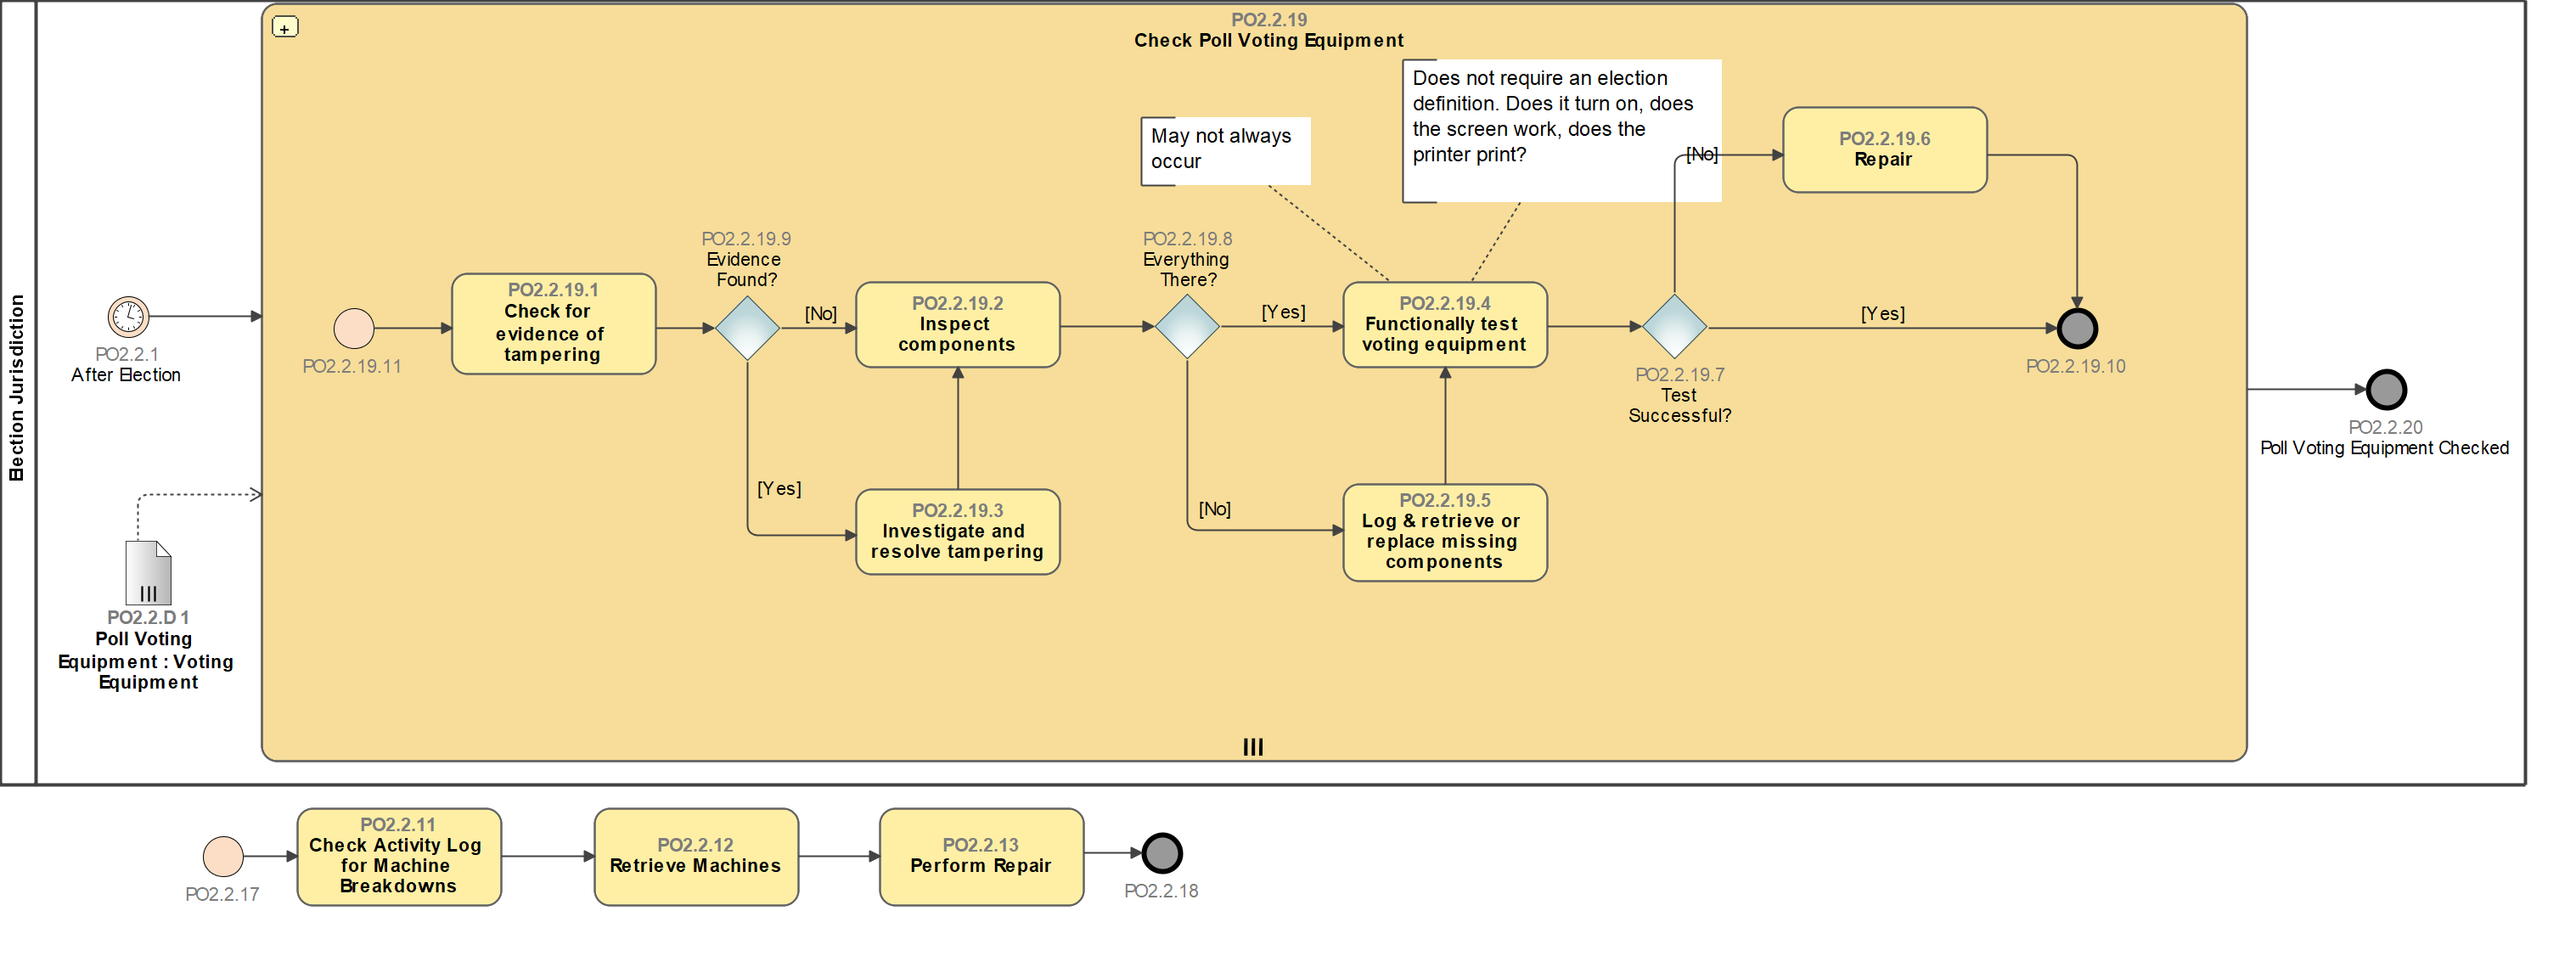 Election Jurisdiction
PO2.2.19
Check Poll Voting Equipment
Does not require an election
definition. Does it turn on, does
the screen work, does the
printer print?
May not always
occur
[No]
PO2.2.19.6
Repair
PO2.2.1
After Election
PO2.2.19.11
PO2.2.19.1
Check for
evidence of
tampering
PO2.2.19.9
Evidence
Found?
[No]
PO2.2.19.2
Inspect
components
PO2.2.19.8
Everything
There?
[Yes]
PO2.2.19.4
Functionally test
voting equipment
PO2.2.19.7
Test
Successful?
[Yes]
PO2.2.19.10
PO2.2.20
Poll Voting Equipment Checked
[Yes]
PO2.2.19.3
Investigate and
resolve tampering
[No]
PO2.2.19.5
Log & retrieve or
replace missing
components
PO2.2.D1
Poll Voting
Equipment : Voting
Equipment
PO2.2.17
PO2.2.11
Check Activity Log
for Machine
Breakdowns
PO2.2.12
Retrieve Machines
PO2.2.13
Perform Repair
PO2.2.18